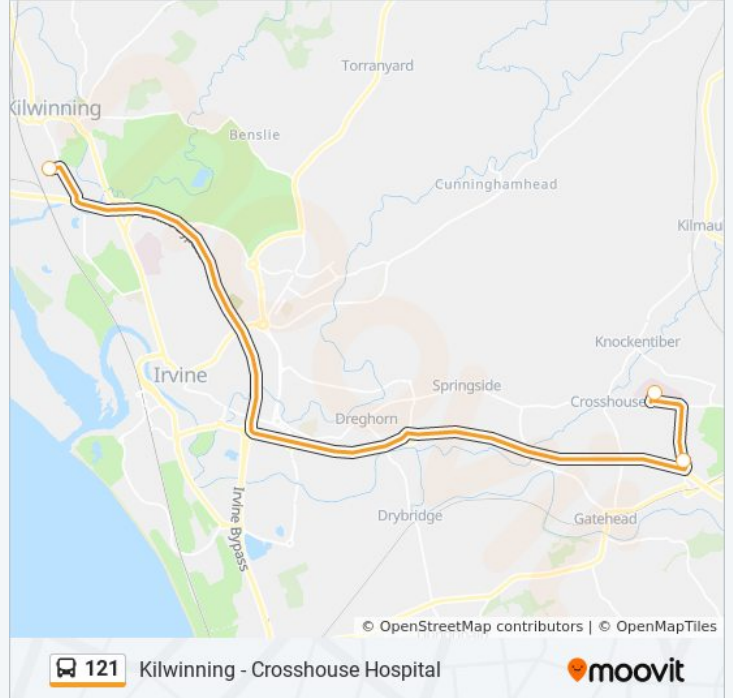 Torranyard
Kilwinning
Benslie
Cunninghamhead
Kilmau
Knockentiber
Irvine
Springside
Crosshouse
Dreghorn
Irvine Bypass
Drybridge
Gatehead
© OpenStreetMap contributors | © OpenMapTiles
121 Kilwinning - Crosshouse Hospital
moovit